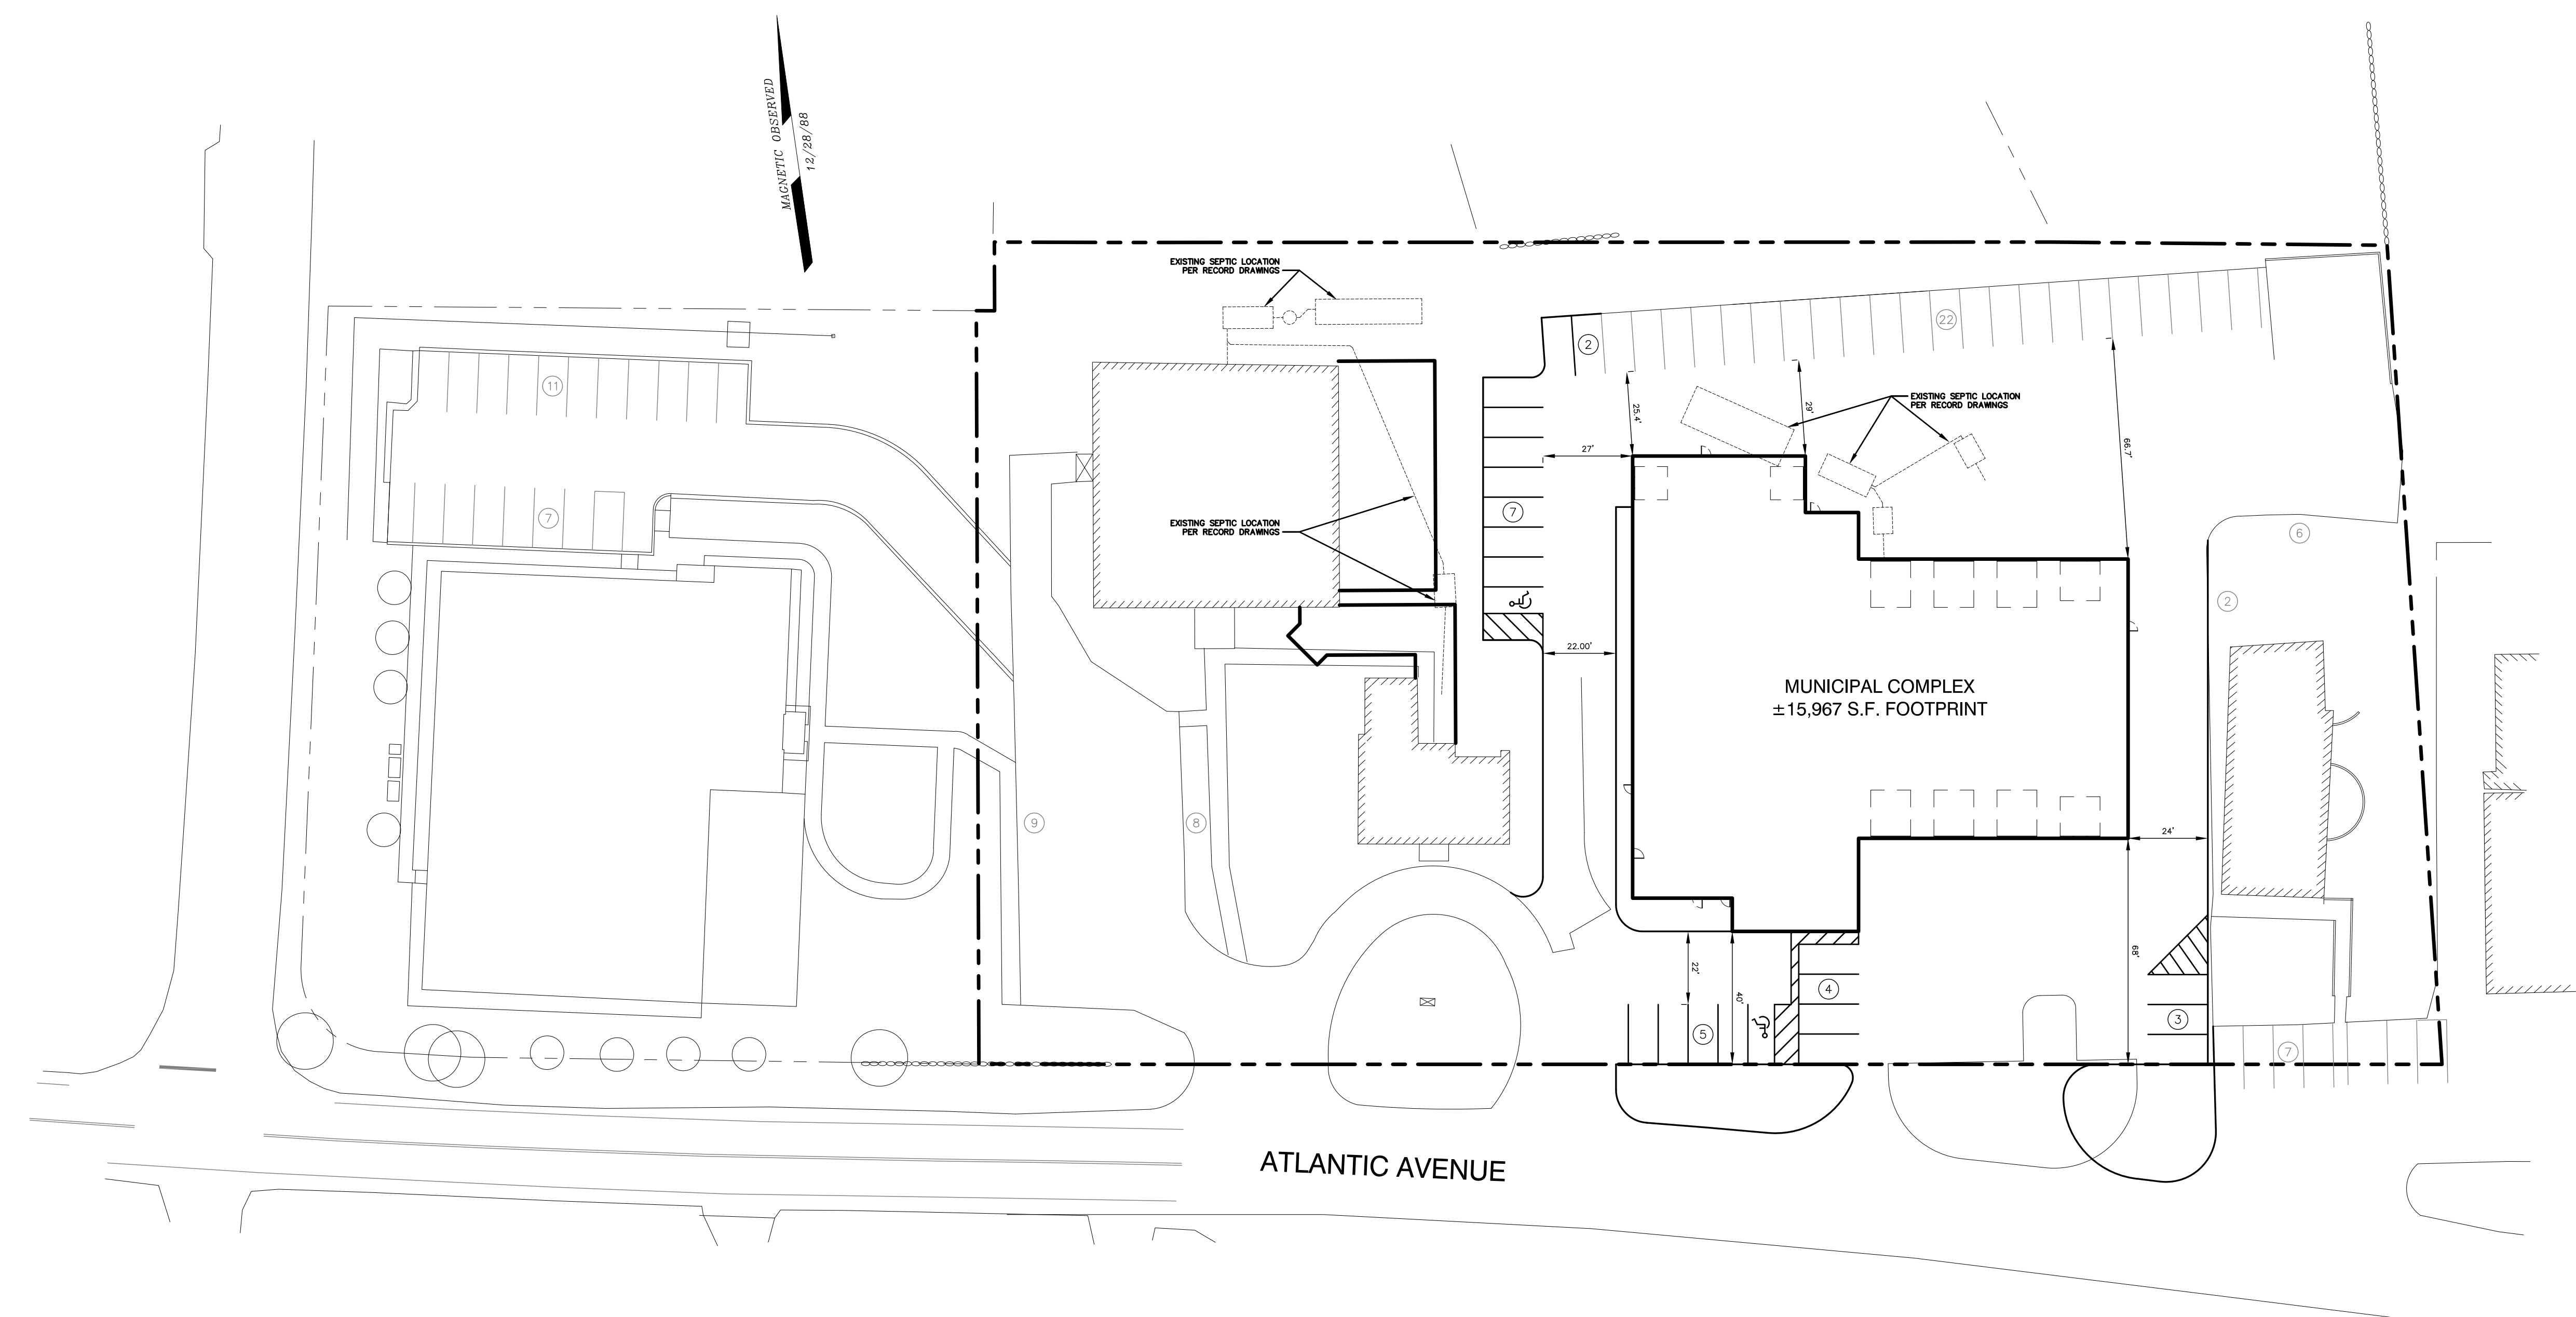 MAGNETIC OBSERVED
12/28/88
EXISTING SEPTIC LOCATION
PER RECORD DRAWINGS
22
2
11
EXISTING SEPTIC LOCATION
PER RECORD DRAWINGS
25.4'
29'
66.7'
27'
7
7
EXISTING SEPTIC LOCATION
PER RECORD DRAWINGS
6
2
22.00'
MUNICIPAL COMPLEX
±15,967 S.F. FOOTPRINT
9
8
24'
68'
22'
40'
4
5
3
7
ATLANTIC AVENUE